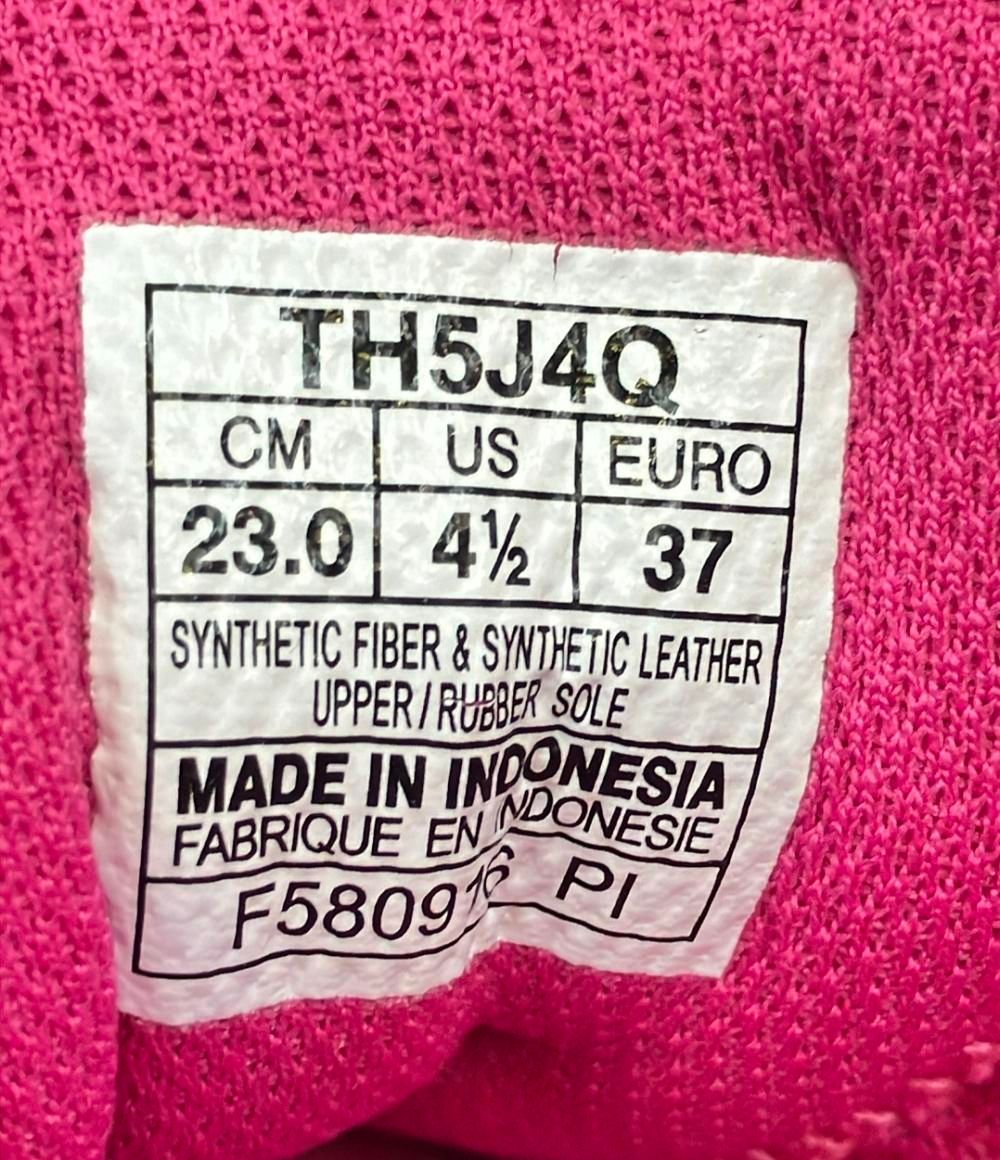 TH5J4Q
CM US EURO
23.0 4½ 37
SYNTHETIC FIBER & SYNTHETIC LEATHER
UPPER / RUBBER SOLE
MADE IN INDONESIA
FABRIQUE EN INDONESIE
F580916 PI